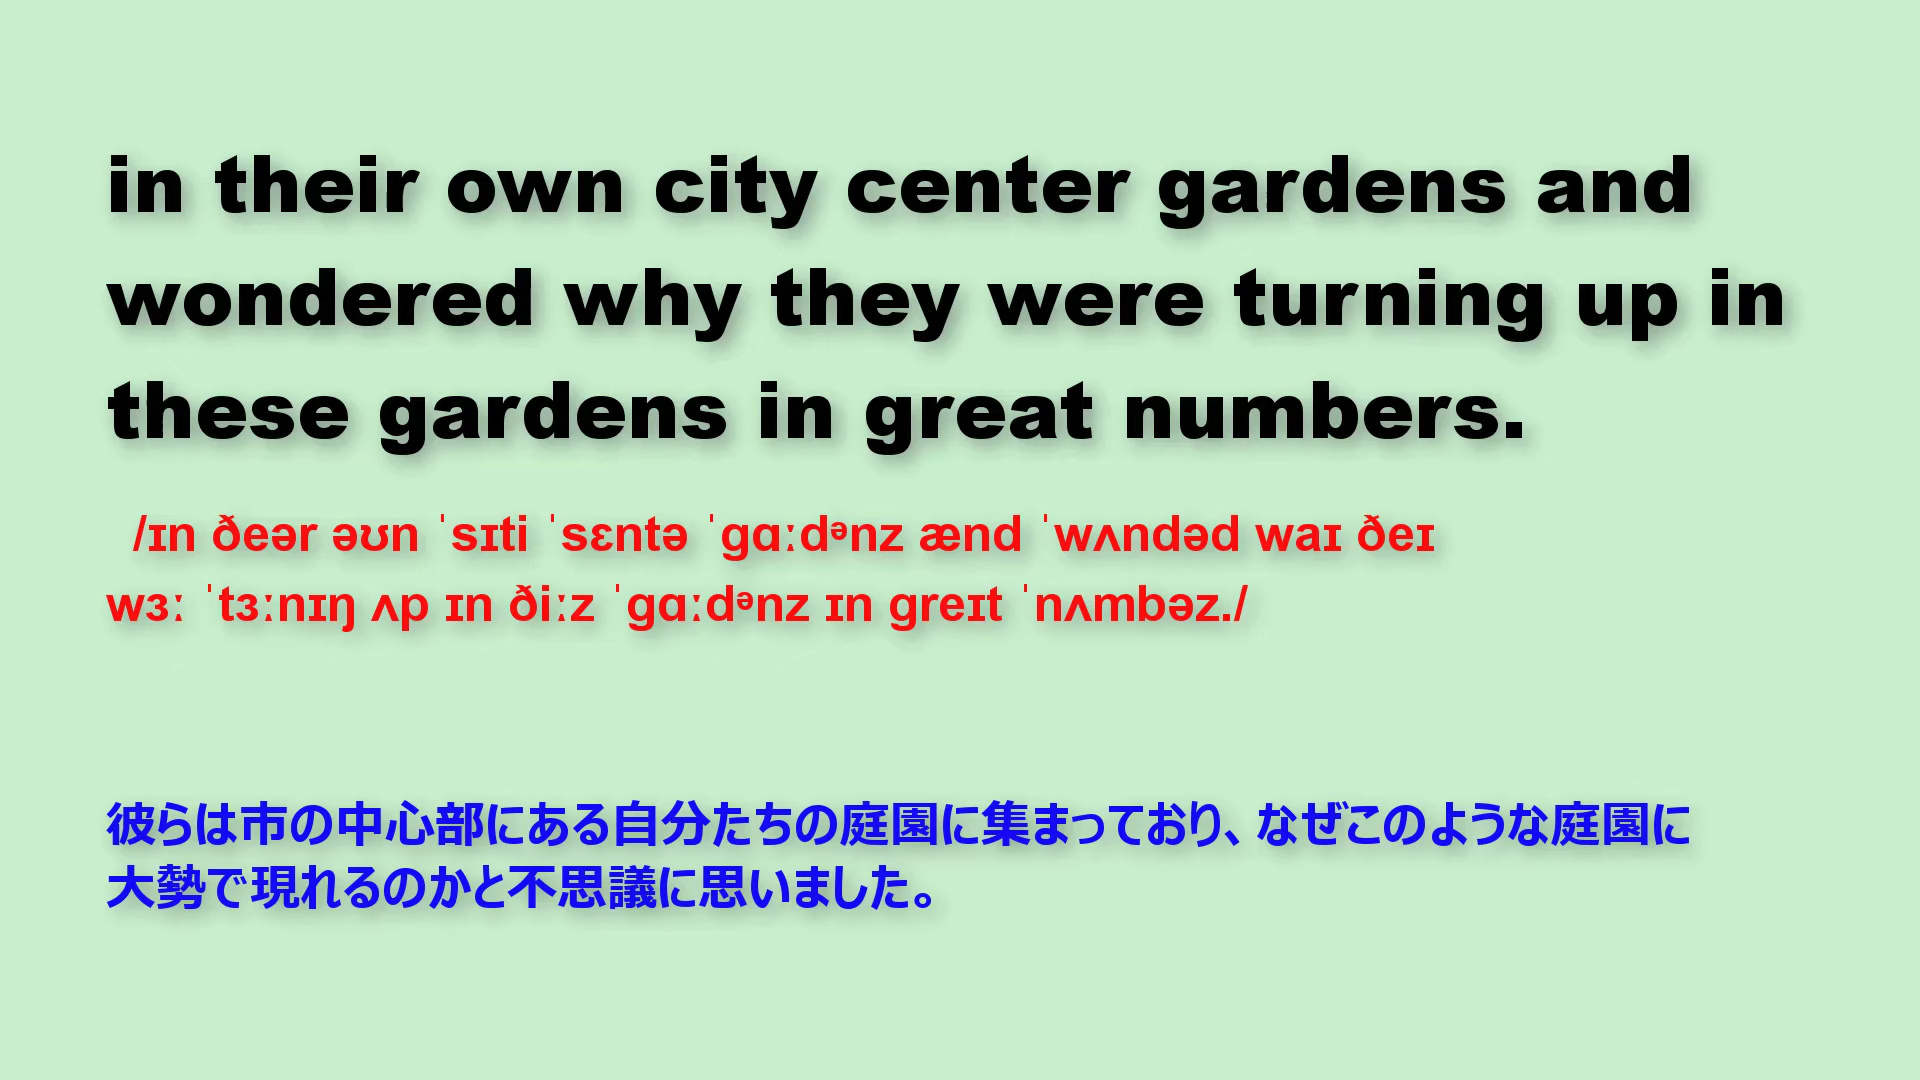 in their own city center gardens and
wondered why they were turning up in
these gardens in great numbers.
/ɪn ðeər əʊn ˈsɪti ˈsɛntə ˈɡɑːdᵊnz ænd ˈwʌndəd waɪ ðeɪ
wɜː ˈtɜːnɪŋ ʌp ɪn ðiːz ˈɡɑːdᵊnz ɪn ɡreɪt ˈnʌmbəz./
彼らは市の中心部にある自分たちの庭園に集まっており、なぜこのような庭園に
大勢で現れるのかと不思議に思いました。